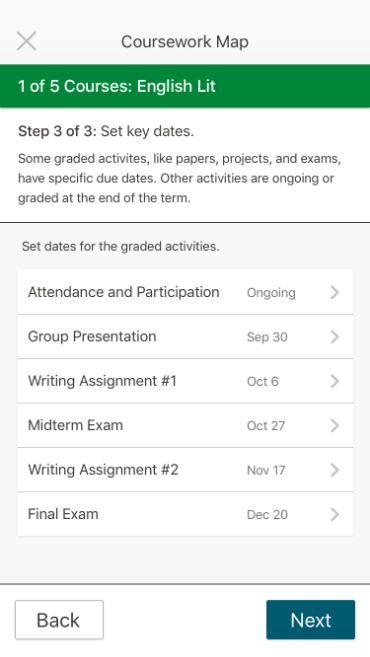 Coursework Map
1 of 5 Courses: English Lit
Step 3 of 3: Set key dates.
Some graded activites, like papers, projects, and exams,
have specific due dates. Other activities are ongoing or
graded at the end of the term.
Set dates for the graded activities.
Attendance and Participation Ongoing
Group Presentation Sep 30
Writing Assignment #1 Oct 6
Midterm Exam Oct 27
Writing Assignment #2 Nov 17
Final Exam Dec 20
Back Next